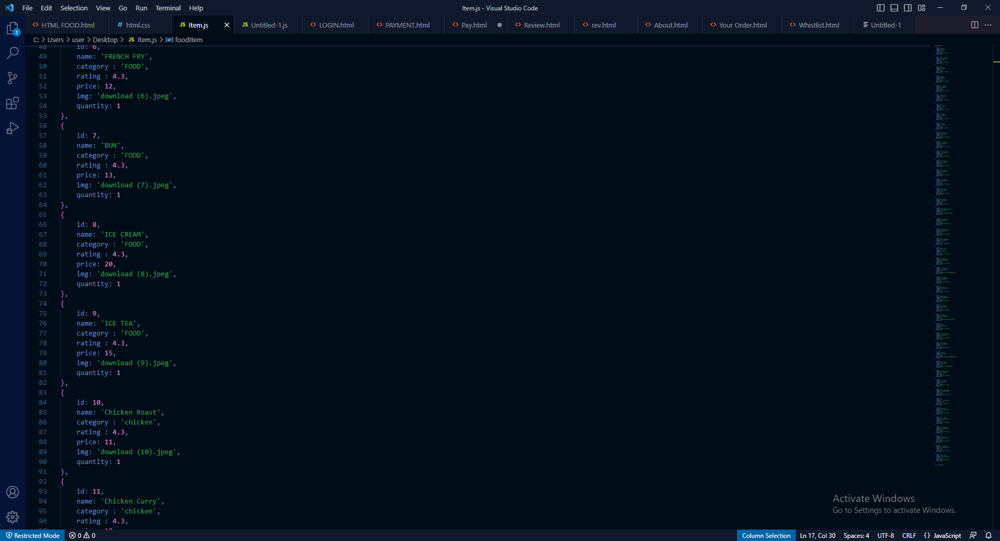 File Edit Selection View Go Run Terminal Help
Item.js - Visual Studio Code
HTML FOOD.html
html.css
JS Item.js
JS Untitled-1.js
LOGIN.html
PAYMENT.html
Pay.html
Review.html
rev.html
About.html
Your Order.html
Whistlist.html
Untitled-1
C: > Users > user > Desktop > JS Item.js > foodItem
48 id: 6,
49 name: 'FRENCH FRY',
50 category : 'FOOD',
51 rating : 4.3,
52 price: 12,
53 img: 'download (6).jpeg',
54 quantity: 1
55 },
56 {
57 id: 7,
58 name: 'BUN',
59 category : 'FOOD',
60 rating : 4.3,
61 price: 13,
62 img: 'download (7).jpeg',
63 quantity: 1
64 },
65 {
66 id: 8,
67 name: 'ICE CREAM',
68 category : 'FOOD',
69 rating : 4.3,
70 price: 20,
71 img: 'download (8).jpeg',
72 quantity: 1
73 },
74 {
75 id: 9,
76 name: 'ICE TEA',
77 category : 'FOOD',
78 rating : 4.3,
79 price: 15,
80 img: 'download (9).jpeg',
81 quantity: 1
82 },
83 {
84 id: 10,
85 name: 'Chicken Roast',
86 category : 'chicken',
87 rating : 4.3,
88 price: 11,
89 img: 'download (10).jpeg',
90 quantity: 1
91 },
92 {
93 id: 11,
94 name: 'Chicken Curry',
95 category : 'chicken',
96 rating : 4.3,
1
Activate Windows
Go to Settings to activate Windows.
Restricted Mode 0 0
Column Selection Ln 17, Col 30 Spaces: 4 UTF-8 CRLF {} JavaScript